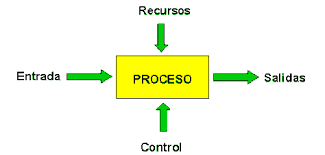 Recursos
Entrada
PROCESO
Salidas
Control